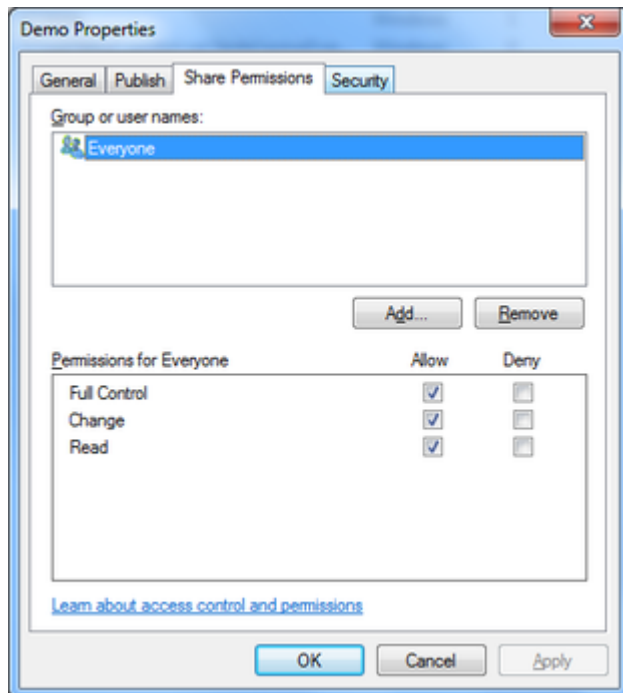 Demo Properties
General Publish Share Permissions Security
Group or user names:
Everyone
Add... Remove
Permissions for Everyone Allow Deny
Full Control
Change
Read
Learn about access control and permissions
OK Cancel Apply